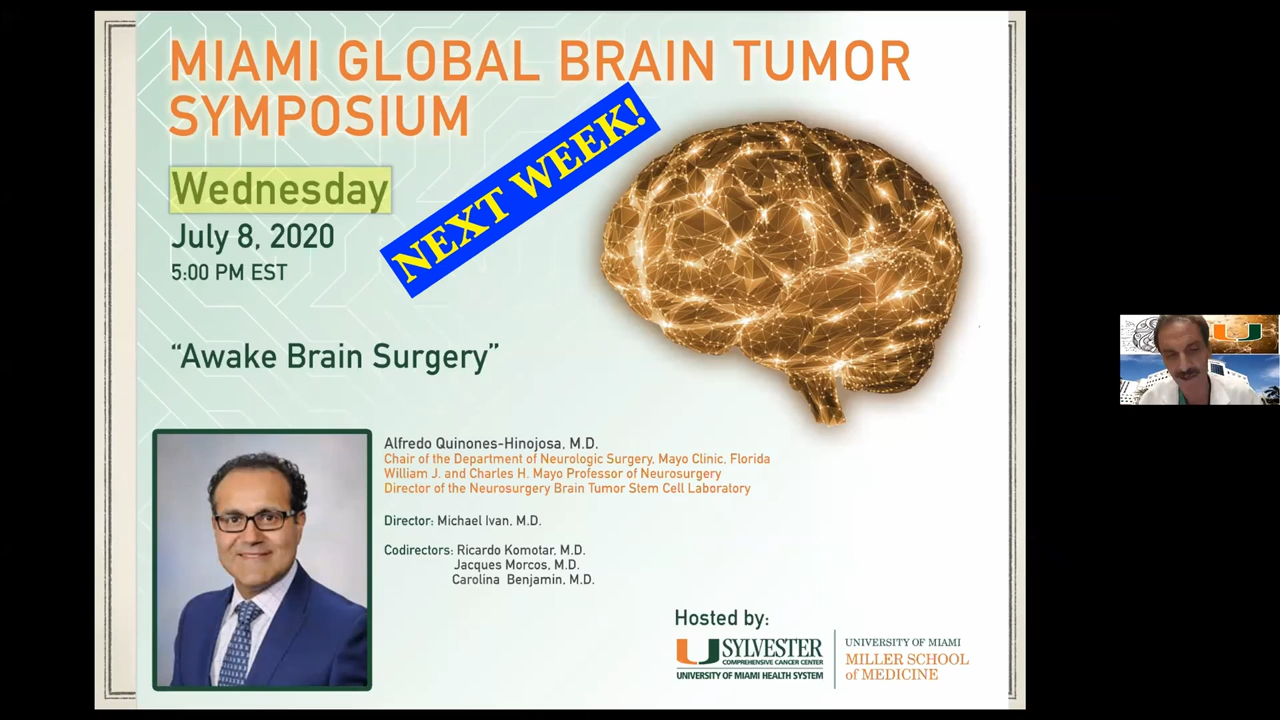 MIAMI GLOBAL BRAIN TUMOR
SYMPOSIUM
NEXT WEEK!
Wednesday
July 8, 2020
5:00 PM EST
“Awake Brain Surgery”
Alfredo Quinones-Hinojosa, M.D.
Chair of the Department of Neurologic Surgery, Mayo Clinic, Florida
William J. and Charles H. Mayo Professor of Neurosurgery
Director of the Neurosurgery Brain Tumor Stem Cell Laboratory
Director: Michael Ivan, M.D.
Codirectors: Ricardo Komotar, M.D.
Jacques Morcos, M.D.
Carolina Benjamin, M.D.
Hosted by:
SYLVESTER
COMPREHENSIVE CANCER CENTER
UNIVERSITY OF MIAMI HEALTH SYSTEM
UNIVERSITY OF MIAMI
MILLER SCHOOL
of MEDICINE